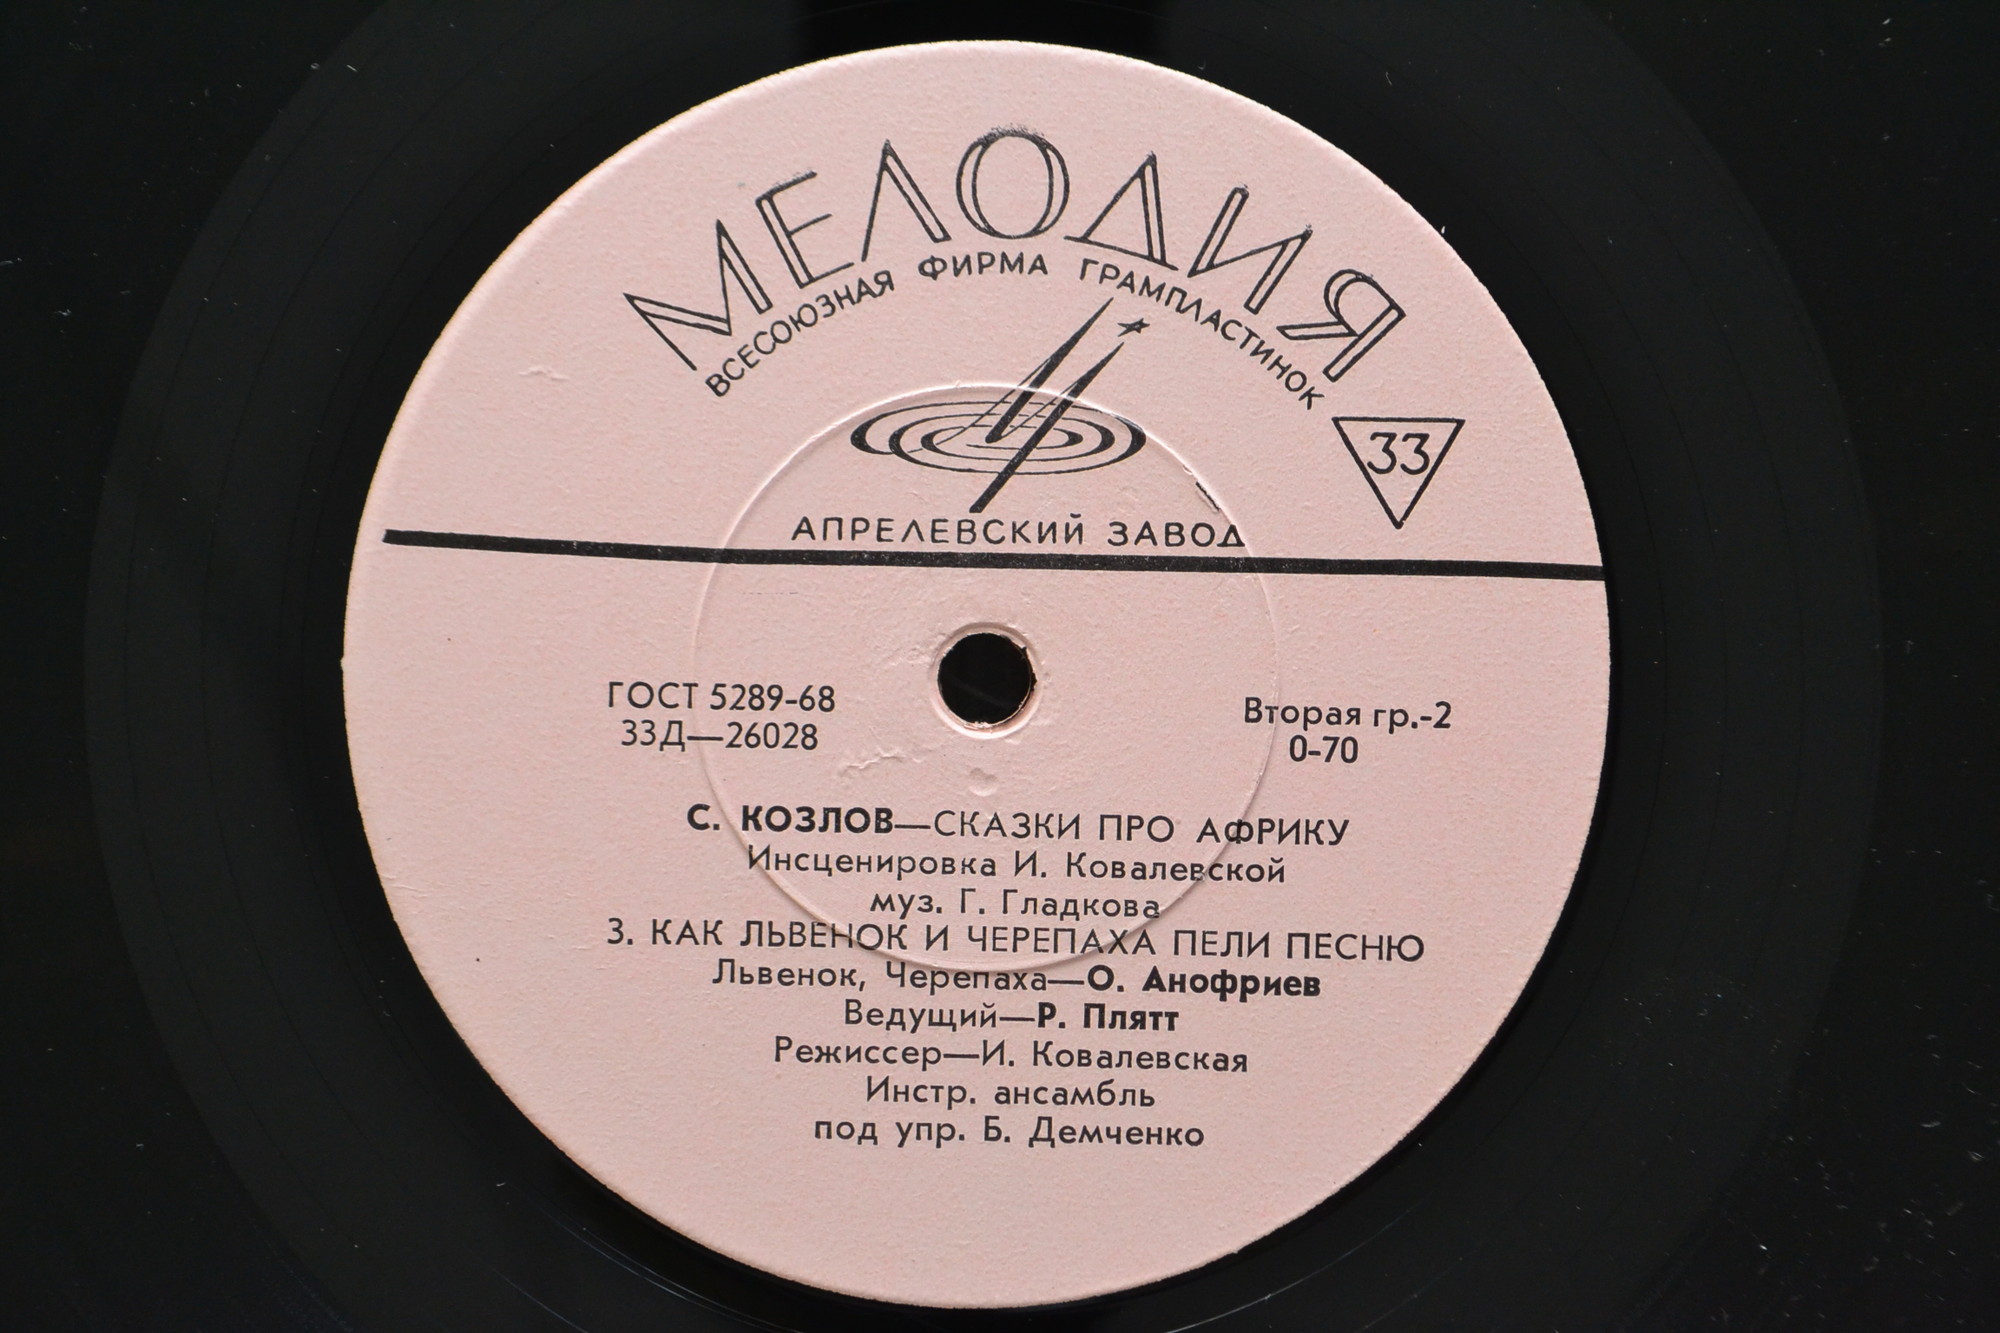 МЕЛОДИЯ
ВСЕСОЮЗНАЯ ФИРМА ГРАМПЛАСТИНОК
33
АПРЕЛЕВСКИЙ ЗАВОД
ГОСТ 5289-68
33Д—26028
Вторая гр.-2
0-70
С. КОЗЛОВ—СКАЗКИ ПРО АФРИКУ
Инсценировка И. Ковалевской
муз. Г. Гладкова
3. КАК ЛЬВЕНОК И ЧЕРЕПАХА ПЕЛИ ПЕСНЮ
Львенок, Черепаха—О. Анофриев
Ведущий—Р. Плятт
Режиссер—И. Ковалевская
Инстр. ансамбль
под упр. Б. Демченко